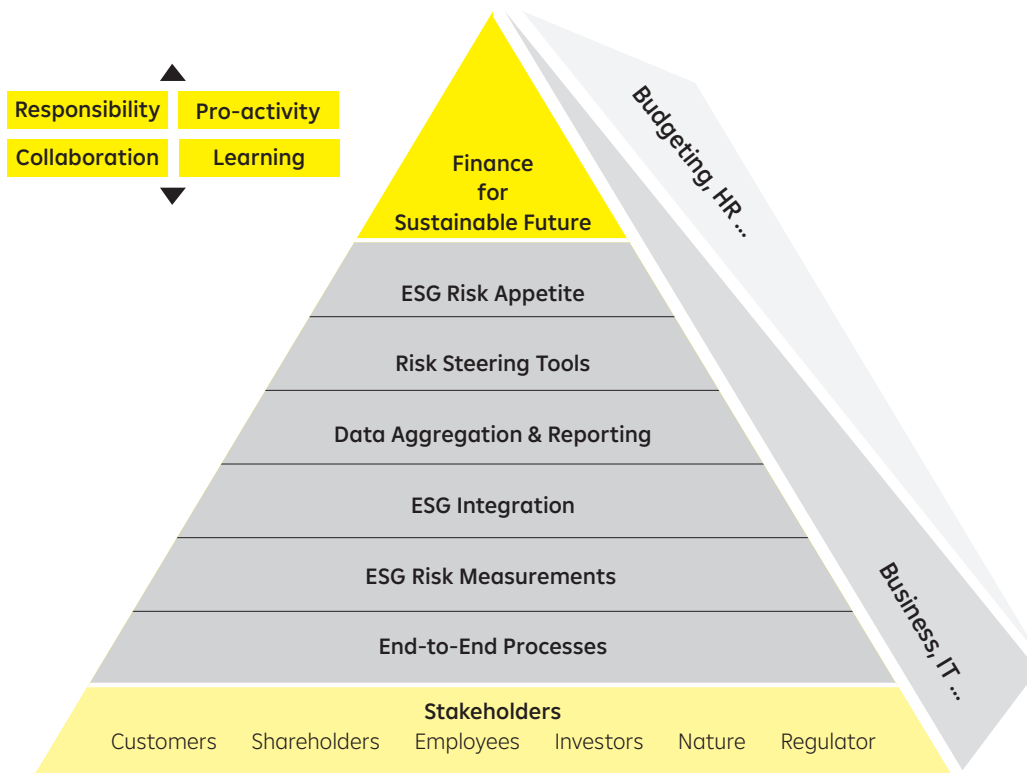 Responsibility
Pro-activity
Collaboration
Learning
Finance
for
Sustainable Future
ESG Risk Appetite
Risk Steering Tools
Data Aggregation & Reporting
ESG Integration
ESG Risk Measurements
End-to-End Processes
Stakeholders
Customers Shareholders Employees Investors Nature Regulator
Budgeting, HR ...
Business, IT ...